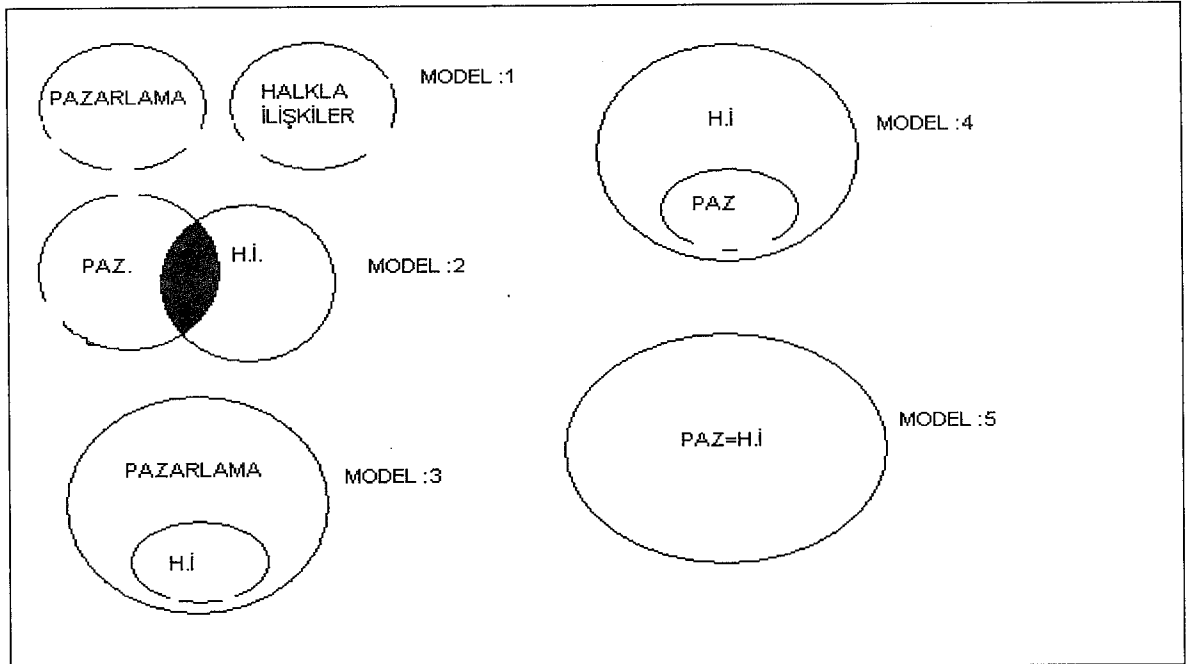 PAZARLAMA
HALKLA
İLİŞKİLER
MODEL :1
PAZ.
H.İ.
MODEL :2
PAZARLAMA
H.İ
MODEL :3
H.İ
PAZ
MODEL :4
PAZ=H.İ
MODEL :5